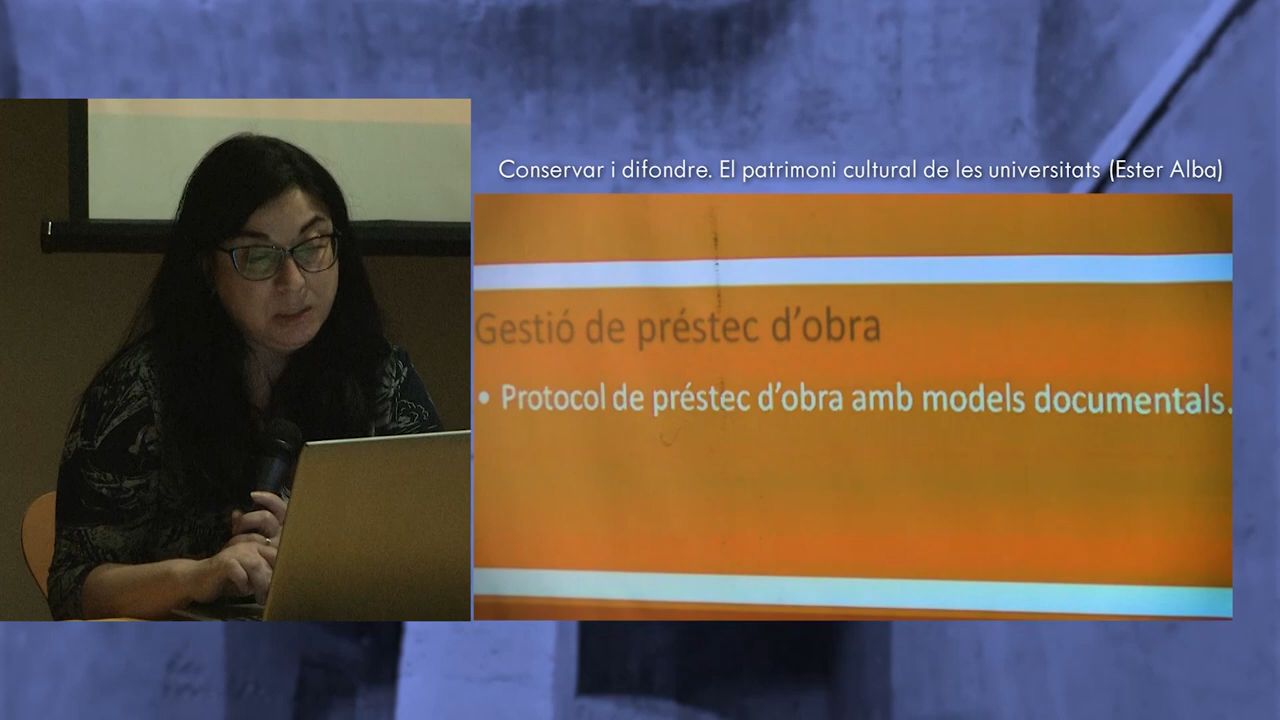 Conservar i difondre. El patrimoni cultural de les universitats (Ester Alba)
Gestió de préstec d'obra
• Protocol de préstec d'obra amb models documentals.